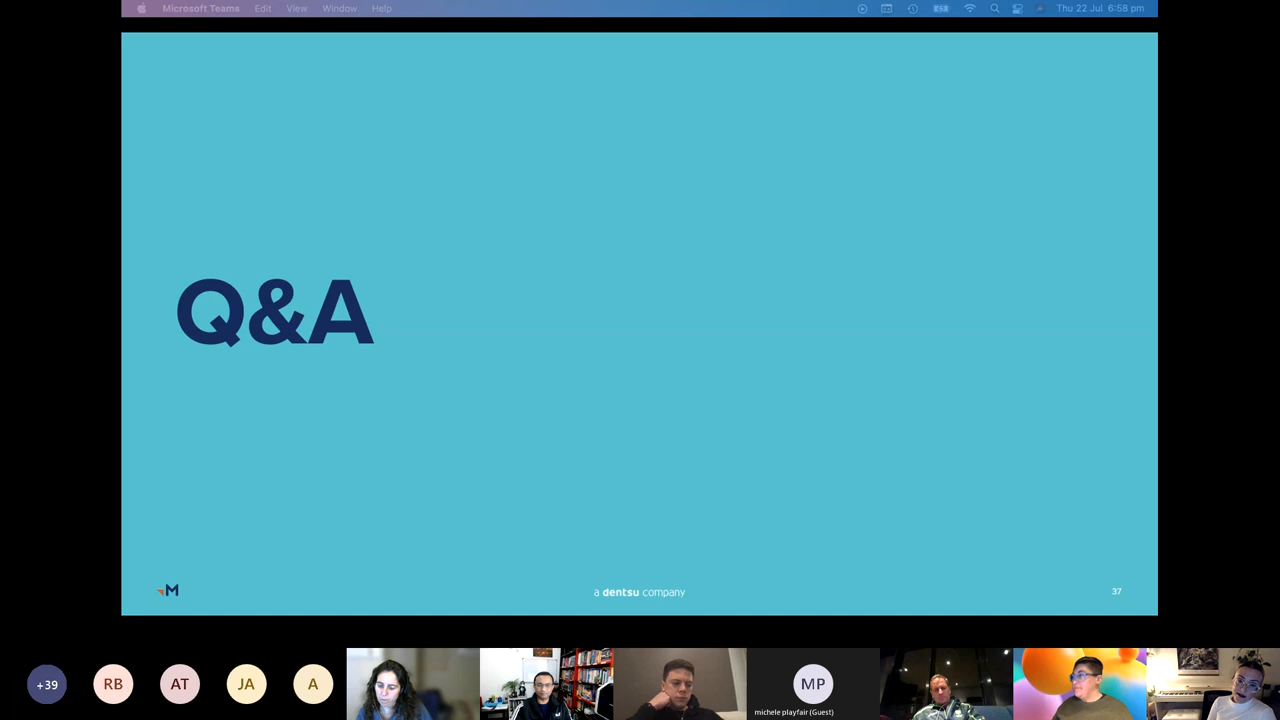 Microsoft Teams Edit View Window Help Thu 22 Jul 6:58 pm
Q&A
M
a dentsu company
37
+39
RB
AT
JA
A
MP
michele playfair (Guest)